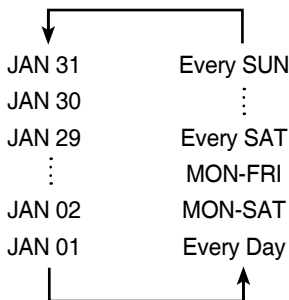 JAN 31 Every SUN
JAN 30
JAN 29 Every SAT
MON-FRI
JAN 02 MON-SAT
JAN 01 Every Day